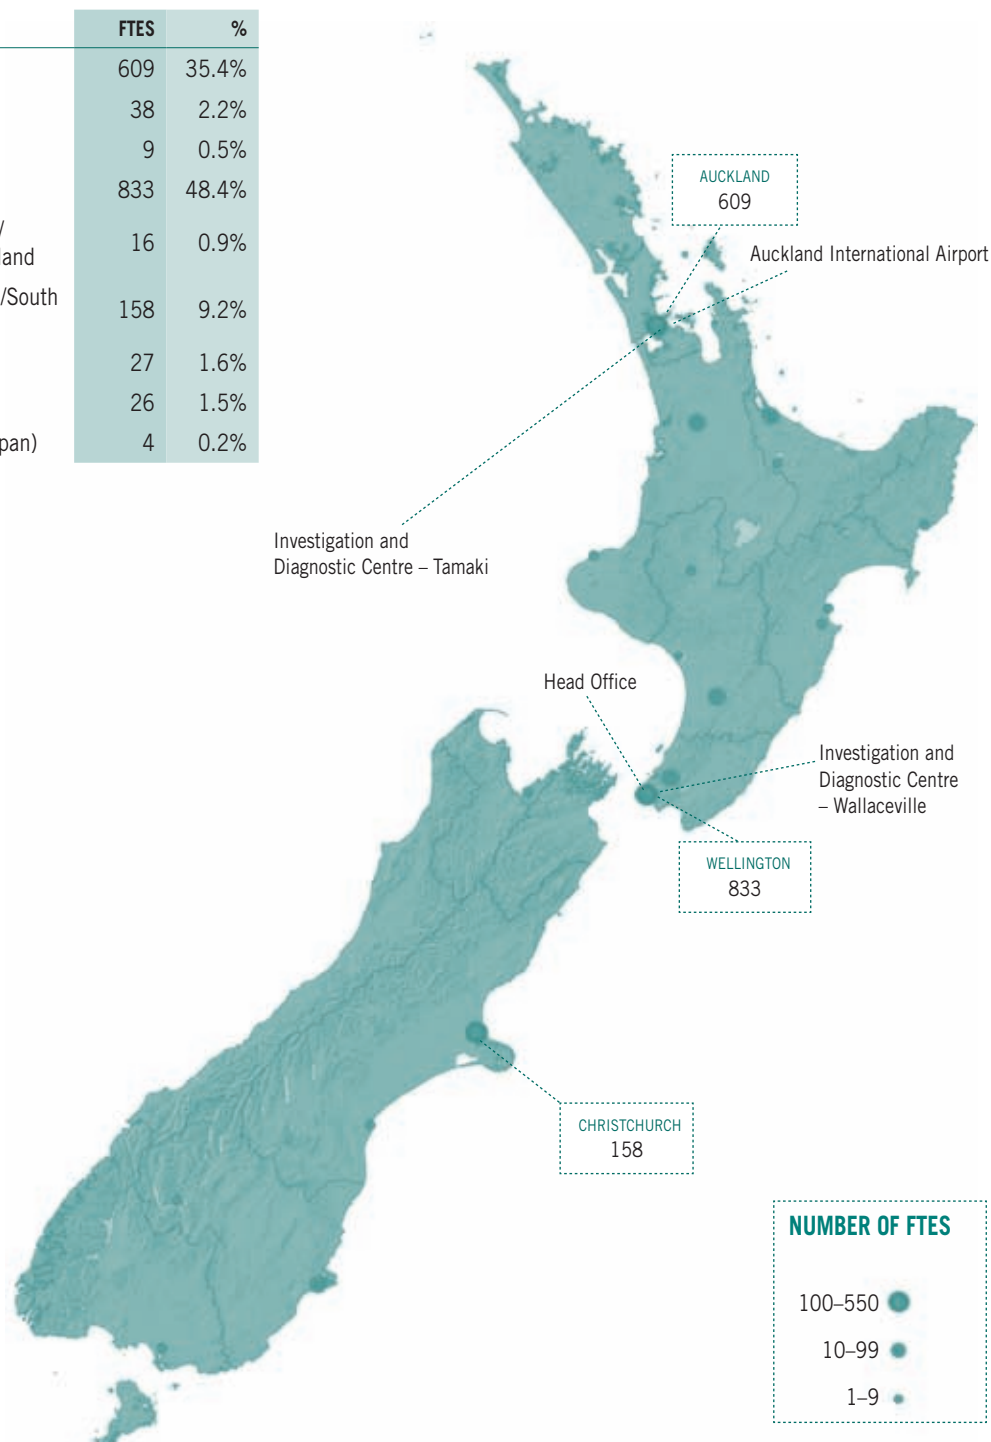 FTES %
609 35.4%
38 2.2%
9 0.5%
833 48.4%
/
land 16 0.9%
/South
158 9.2%
27 1.6%
26 1.5%
pan) 4 0.2%
AUCKLAND
609
Auckland International Airport
Investigation and
Diagnostic Centre – Tamaki
Head Office
Investigation and
Diagnostic Centre
– Wallaceville
WELLINGTON
833
CHRISTCHURCH
158
NUMBER OF FTES
100–550
10–99
1–9